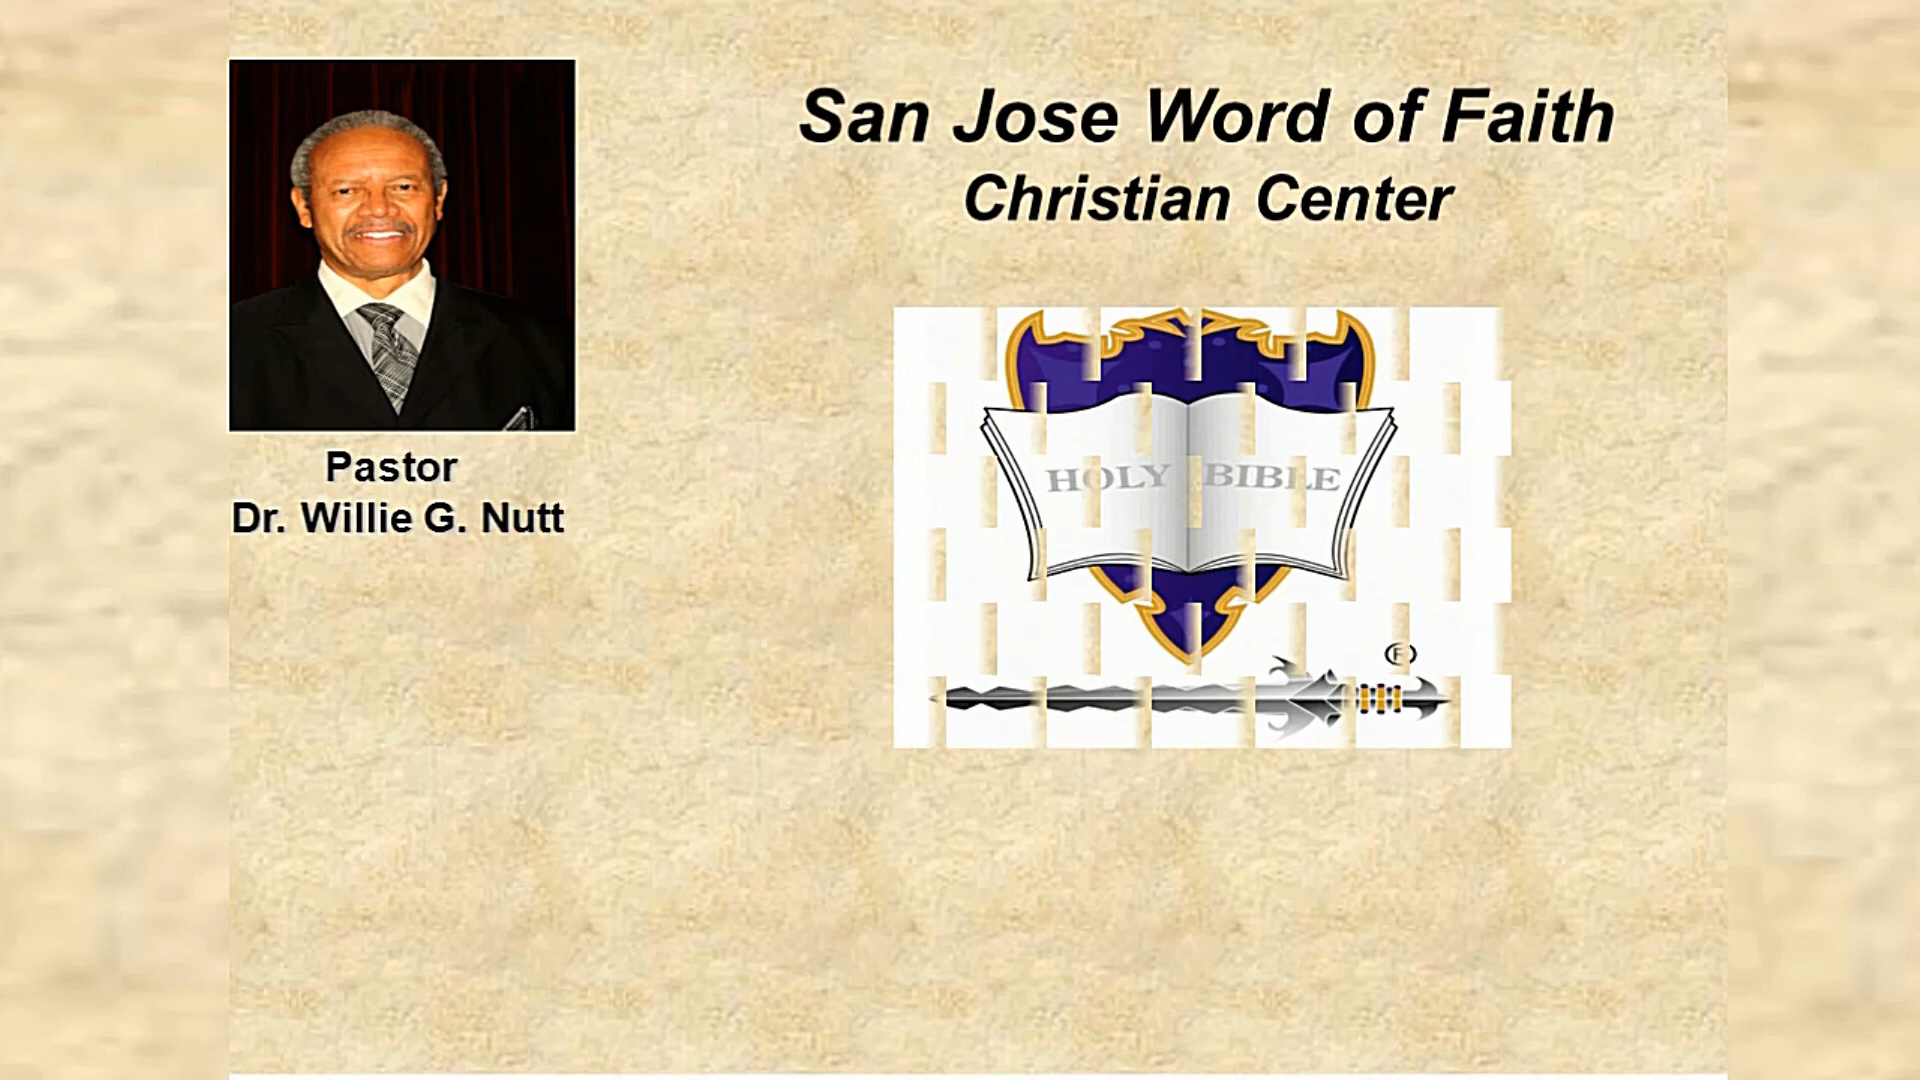 San Jose Word of Faith
Christian Center
Pastor
Dr. Willie G. Nutt
HOLY BIBLE
®